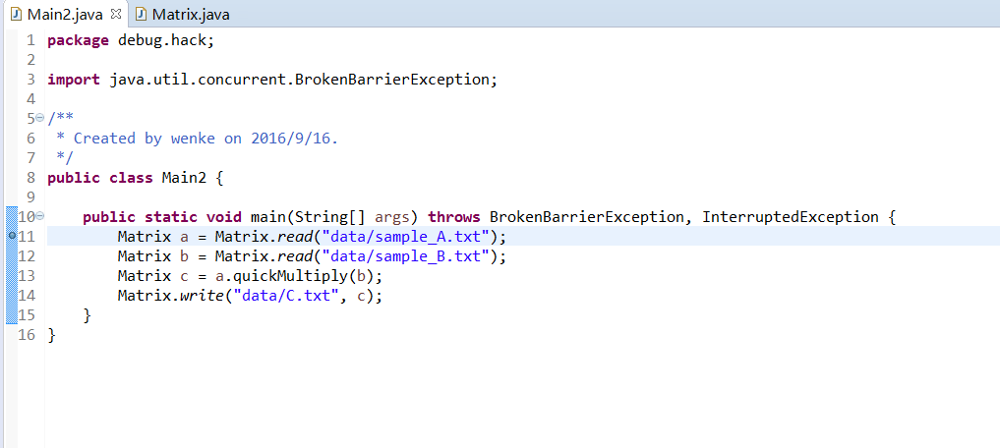 Main2.java Matrix.java
1 package debug.hack;
2
3 import java.util.concurrent.BrokenBarrierException;
4
5 /**
6 * Created by wenke on 2016/9/16.
7 */
8 public class Main2 {
9
10 public static void main(String[] args) throws BrokenBarrierException, InterruptedException {
11 Matrix a = Matrix.read("data/sample_A.txt");
12 Matrix b = Matrix.read("data/sample_B.txt");
13 Matrix c = a.quickMultiply(b);
14 Matrix.write("data/C.txt", c);
15 }
16 }